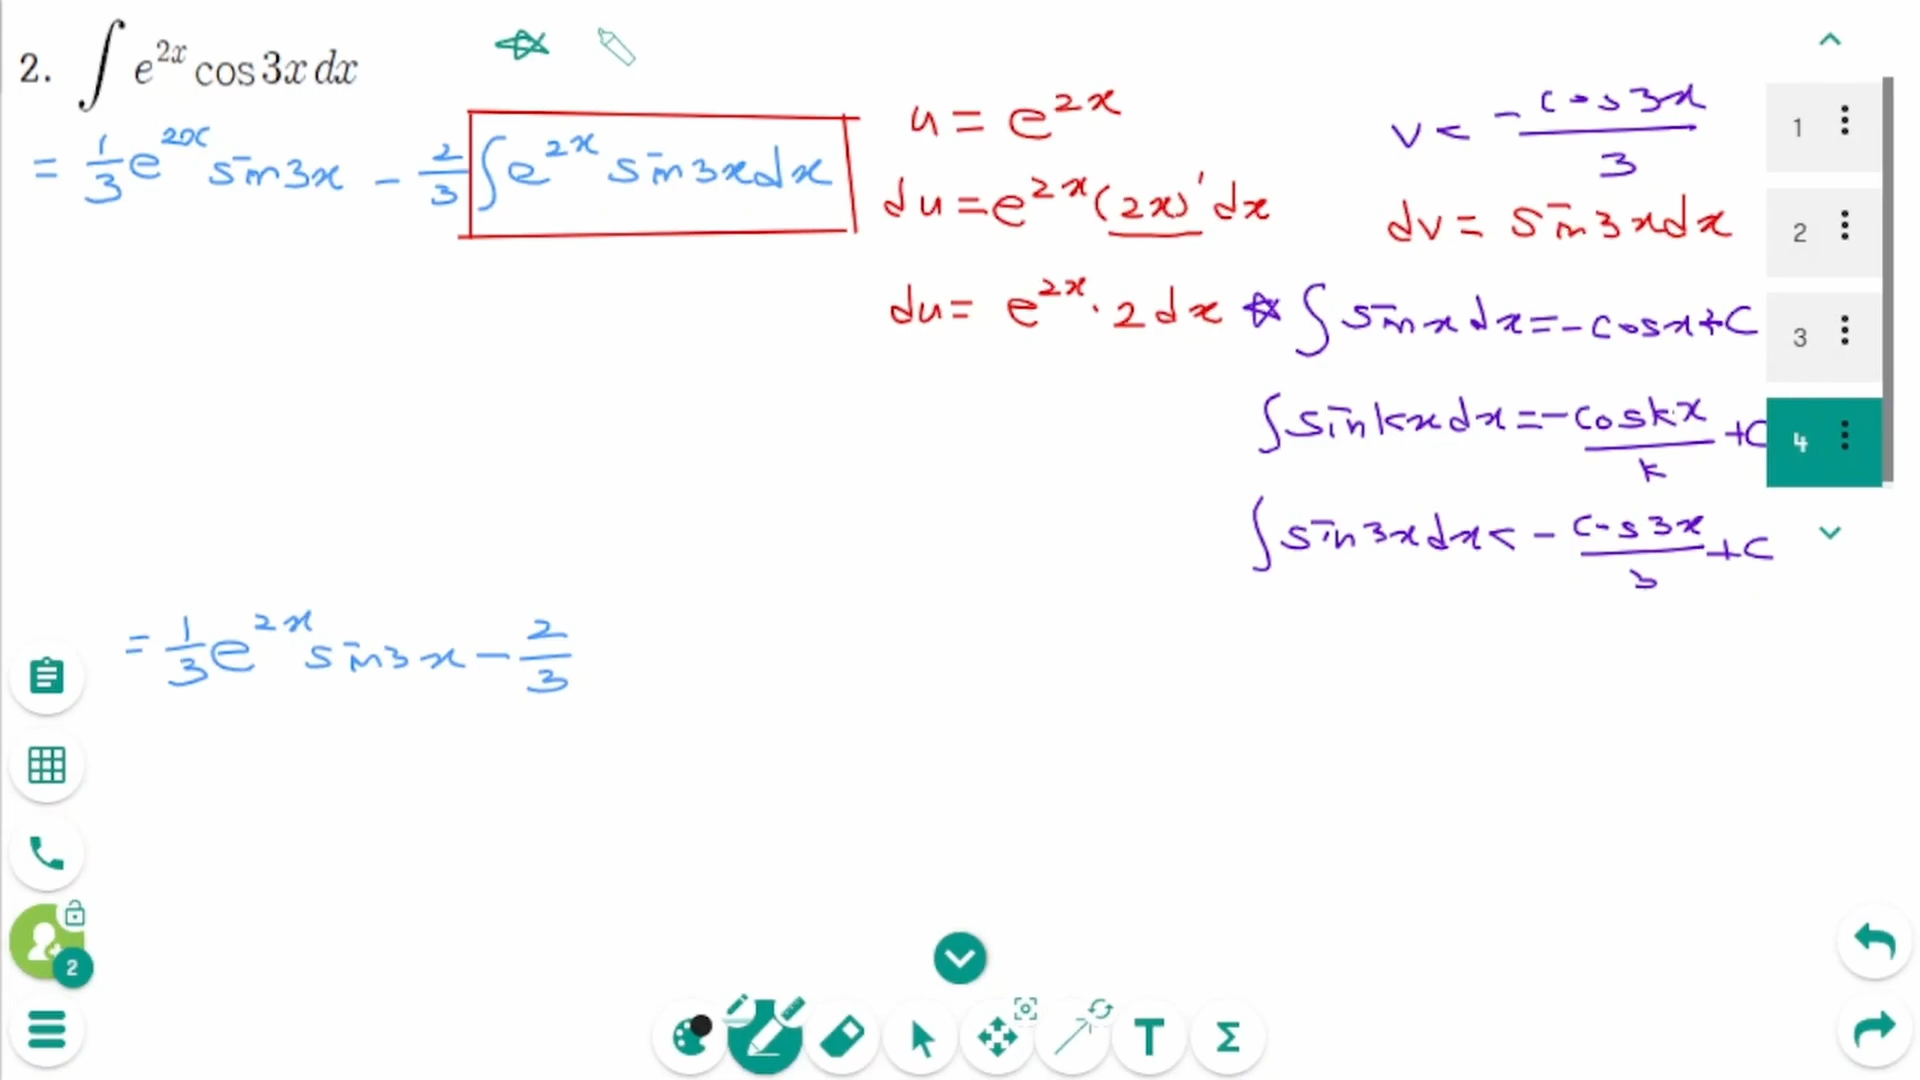 2. ∫ e^{2x} cos 3x dx
= 1/3 e^{2x} sin3x - 2/3 ∫ e^{2x} sin3x dx
u = e^{2x}
du = e^{2x} (2x)' dx
du = e^{2x} · 2 dx
v = - cos3x / 3
dv = sin3x dx
☆ ∫ sinx dx = -cosx + C
∫ sinkx dx = - coskx / k + C
∫ sin3x dx = - cos3x / 3 + C
= 1/3 e^{2x} sin3x - 2/3
1
2
3
4
2
T
Σ